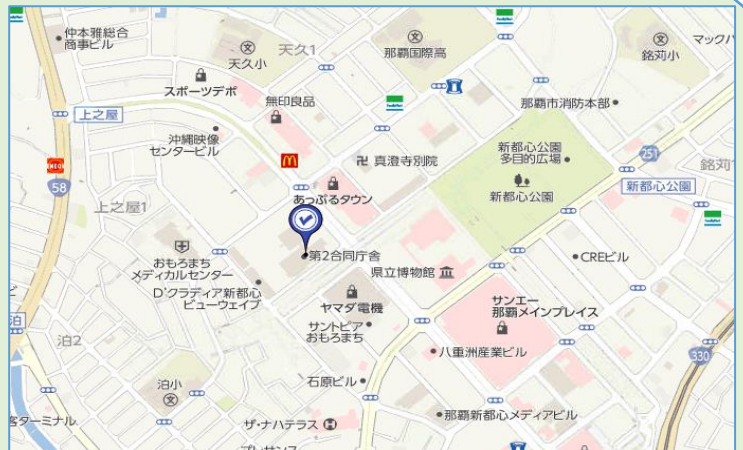 仲本雅総合
商事ビル
天久1
天久小
那覇国際高
銘苅小
スポーツデポ
無印良品
上之屋
那覇市消防本部
沖縄映像
センタービル
真澄寺別院
新都心公園
多目的広場
251
銘苅
58
あっぷるタウン
新都心公園
新都心公園
上之屋1
おもろまち
メディカルセンター
第2合同庁舎
県立博物館
CREビル
D'クラディア新都心
ビューウェイブ
ヤマダ電機
サンエー
那覇メインプレイス
泊
サントピア
おもろまち
泊2
八重洲産業ビル
330
石原ビル
泊小
ザ・ナハテラス
那覇新都心メディアビル
客ターミナル